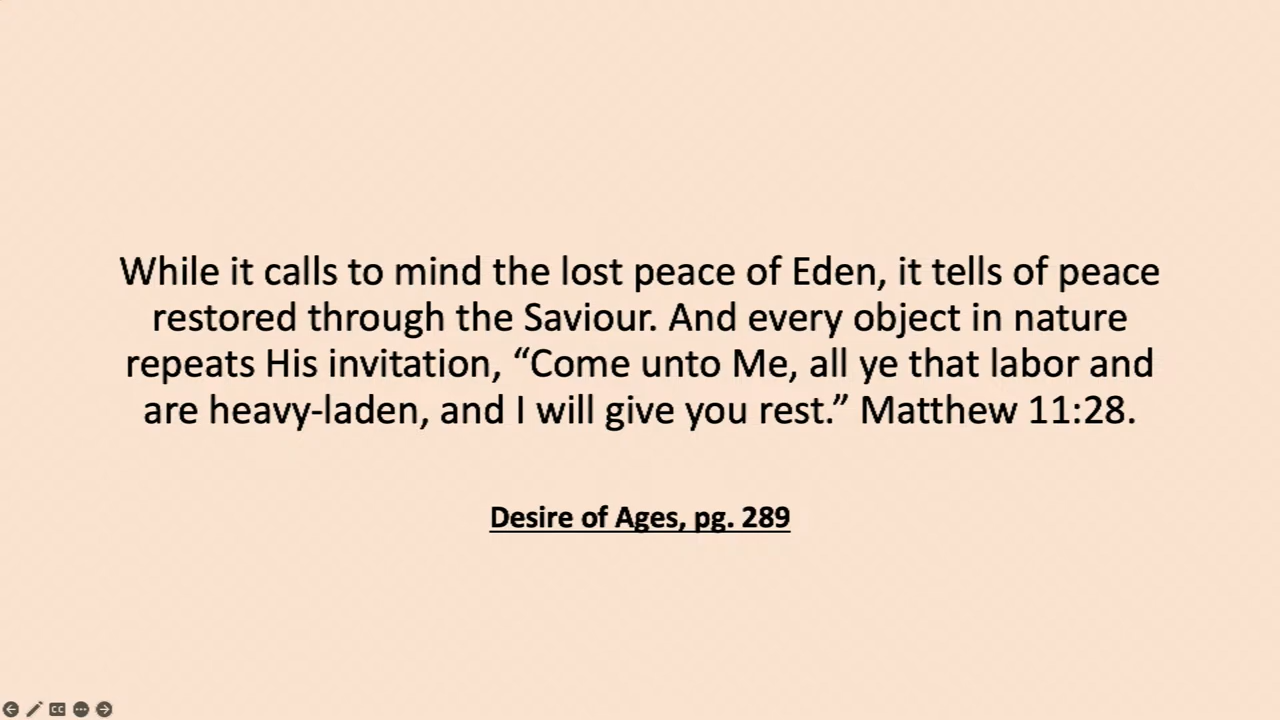 While it calls to mind the lost peace of Eden, it tells of peace
restored through the Saviour. And every object in nature
repeats His invitation, “Come unto Me, all ye that labor and
are heavy-laden, and I will give you rest.” Matthew 11:28.
Desire of Ages, pg. 289
CC